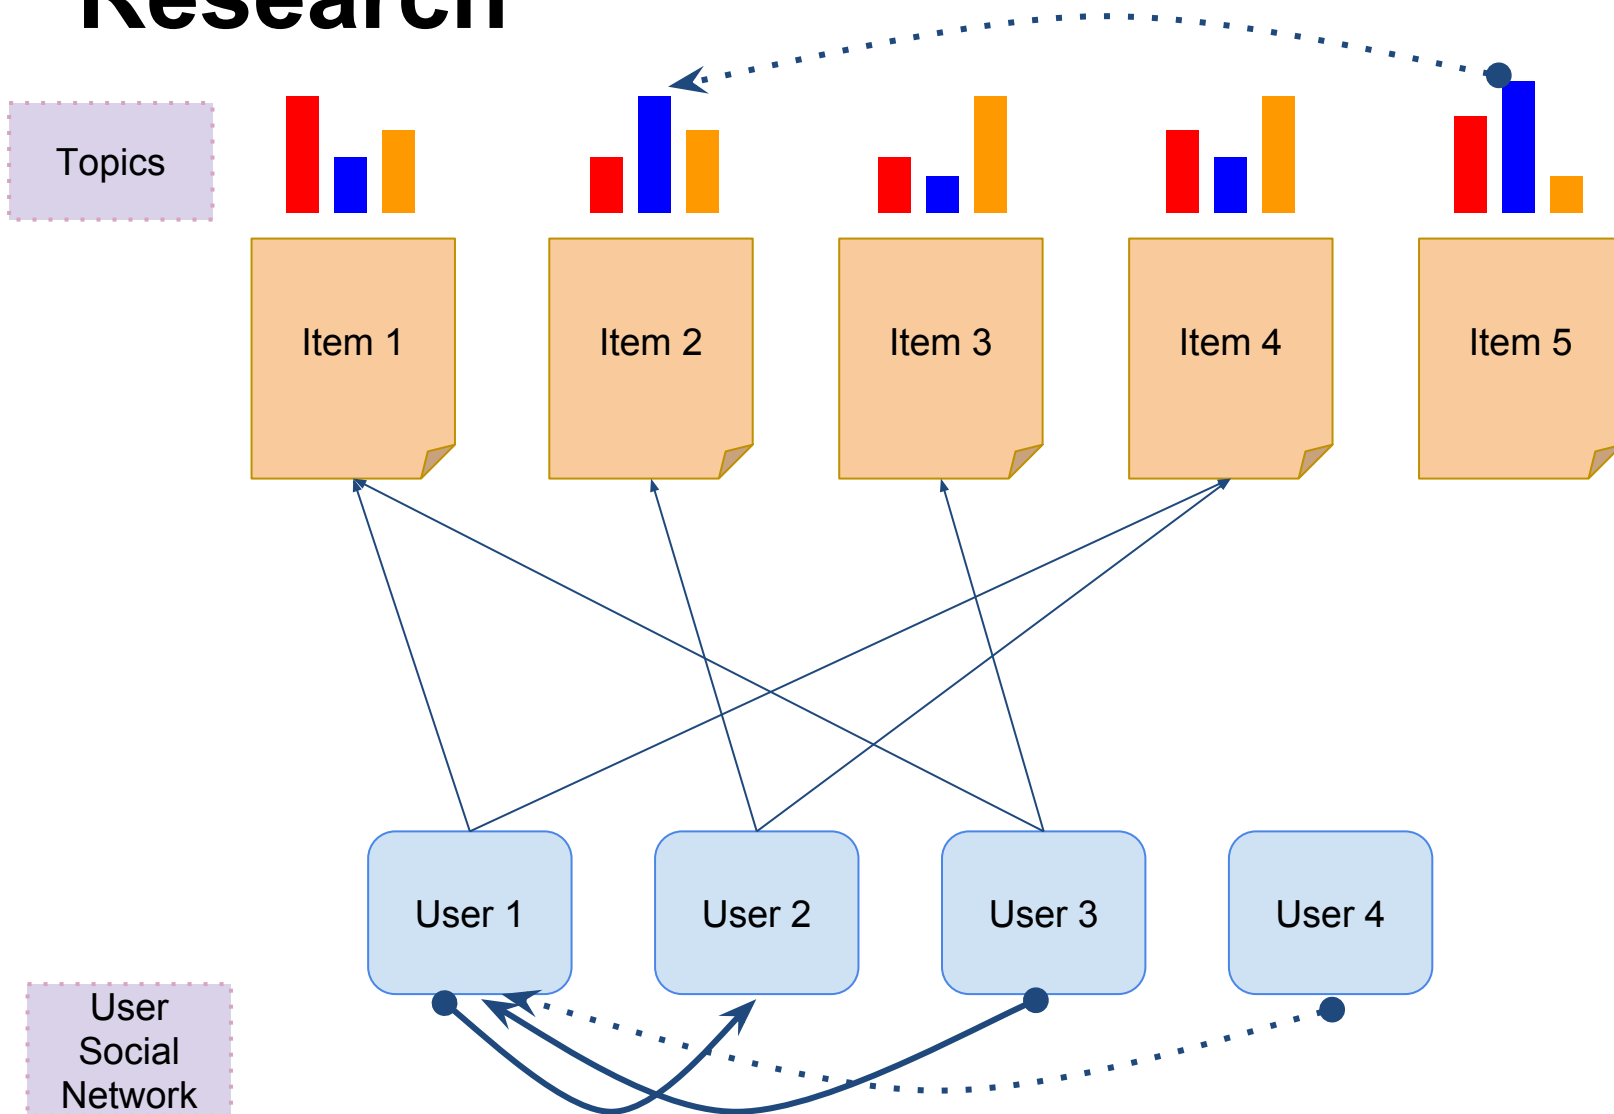 Research
Topics
Item 1
Item 2
Item 3
Item 4
Item 5
User 1
User 2
User 3
User 4
User
Social
Network